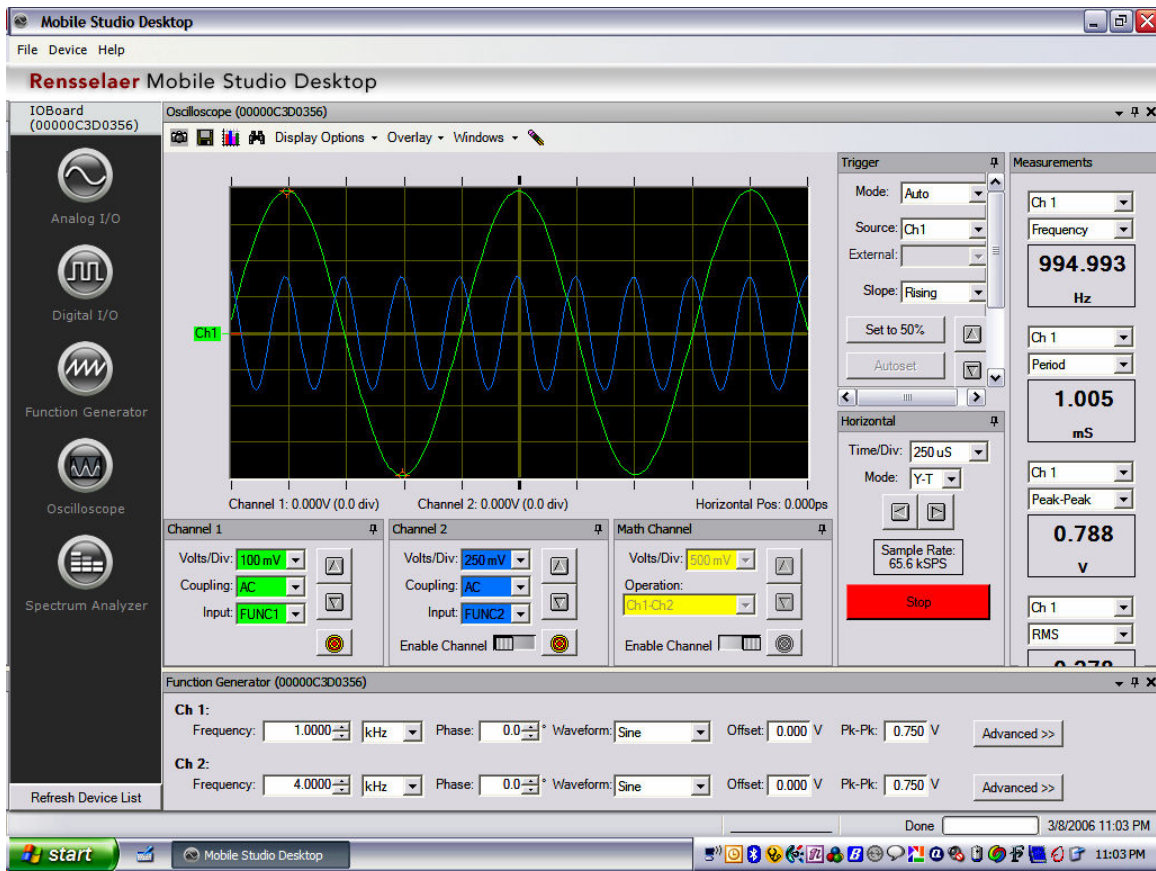 Mobile Studio Desktop
File Device Help
Rensselaer Mobile Studio Desktop
IOBoard
(00000C3D0356)
Analog I/O
Digital I/O
Function Generator
Oscilloscope
Spectrum Analyzer
Refresh Device List
Oscilloscope (00000C3D0356)
Display Options Overlay Windows
Ch1
Channel 1: 0.000V (0.0 div) Channel 2: 0.000V (0.0 div) Horizontal Pos: 0.000ps
Channel 1
Volts/Div: 100 mV
Coupling: AC
Input: FUNC1
Channel 2
Volts/Div: 250 mV
Coupling: AC
Input: FUNC2
Enable Channel
Math Channel
Volts/Div: 500 mV
Operation:
Ch1-Ch2
Enable Channel
Trigger
Mode: Auto
Source: Ch1
External:
Slope: Rising
Set to 50%
Autoset
Horizontal
Time/Div: 250 uS
Mode: Y-T
Sample Rate:
65.6 kSPS
Stop
Measurements
Ch 1
Frequency
994.993
Hz
Ch 1
Period
1.005
mS
Ch 1
Peak-Peak
0.788
V
Ch 1
RMS
Function Generator (00000C3D0356)
Ch 1:
Frequency: 1.0000 kHz Phase: 0.0 ° Waveform: Sine Offset: 0.000 V Pk-Pk: 0.750 V Advanced >>
Ch 2:
Frequency: 4.0000 kHz Phase: 0.0 ° Waveform: Sine Offset: 0.000 V Pk-Pk: 0.750 V Advanced >>
Done 3/8/2006 11:03 PM
start Mobile Studio Desktop 11:03 PM